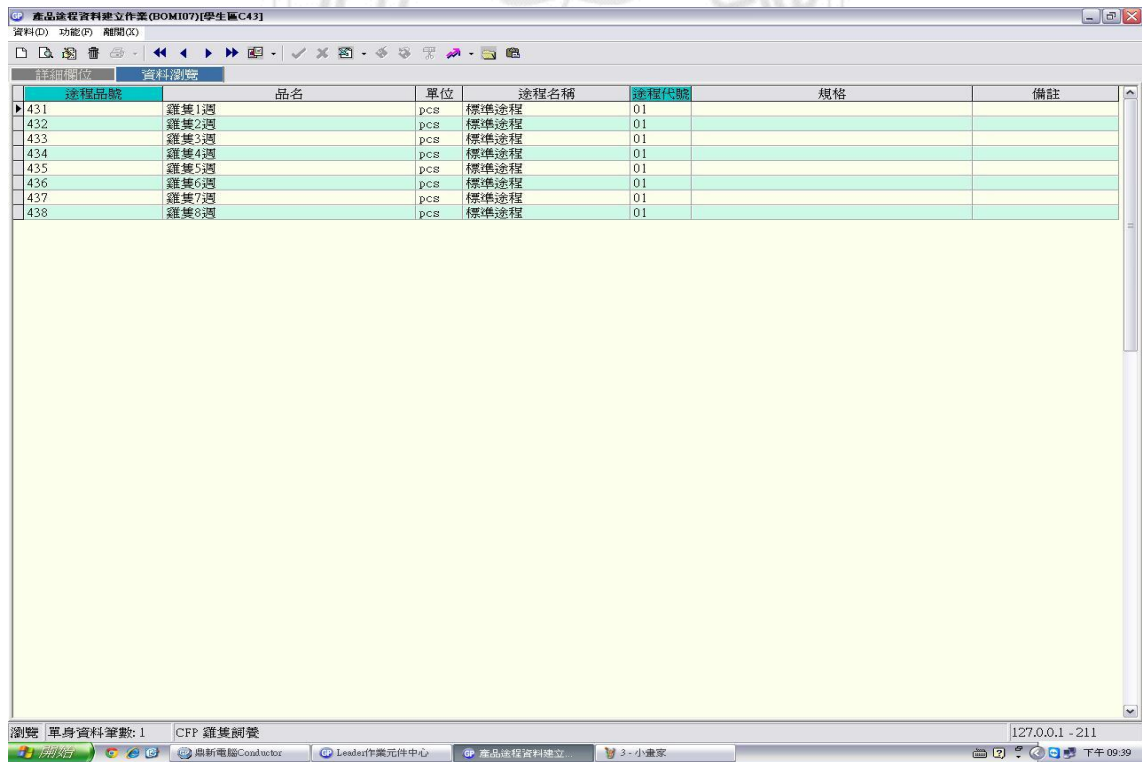 產品途程資料建立作業(BOMI07)[學生區C43]
資料(D) 功能(F) 離開(X)
詳細欄位 資料瀏覽
途程品號 品名 單位 途程名稱 途程代號 規格 備註
431 雞隻1週 pcs 標準途程 01
432 雞隻2週 pcs 標準途程 01
433 雞隻3週 pcs 標準途程 01
434 雞隻4週 pcs 標準途程 01
435 雞隻5週 pcs 標準途程 01
436 雞隻6週 pcs 標準途程 01
437 雞隻7週 pcs 標準途程 01
438 雞隻8週 pcs 標準途程 01
瀏覽 單身資料筆數: 1 CFP 雞隻飼養 127.0.0.1 - 211
開始 鼎新電腦Conductor Leader作業元件中心 產品途程資料建立... 3 - 小畫家 下午 09:39